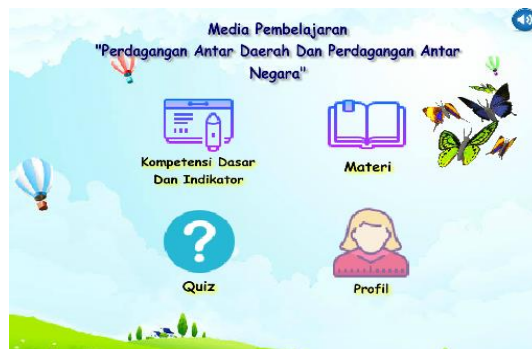 Media Pembelajaran
"Perdagangan Antar Daerah Dan Perdagangan Antar
Negara"
Kompetensi Dasar
Dan Indikator
Materi
Quiz
Profil